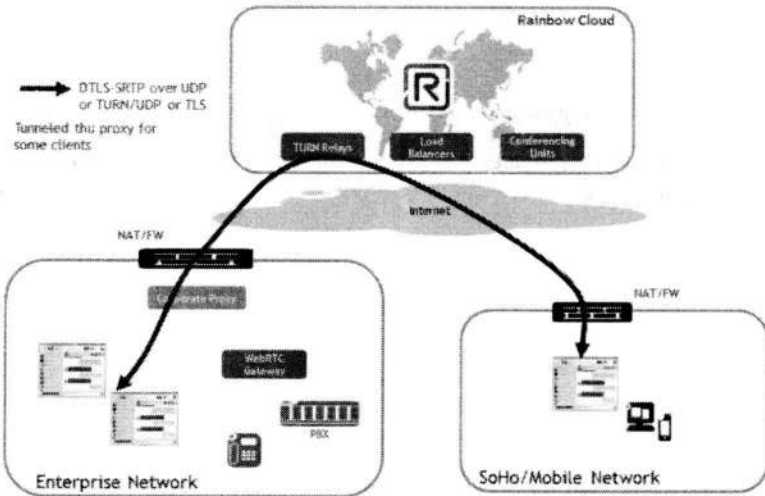 Rainbow Cloud
DTLS-SRTP over UDP
or TURN/UDP or TLS
Tunneled thu proxy for
some clients
R
TURN Relays
Load
Balancers
Conferencing
Units
Internet
NAT/FW
Corporate Proxy
NAT/FW
WebRTC
Gateway
PBX
Enterprise Network
SoHo/Mobile Network